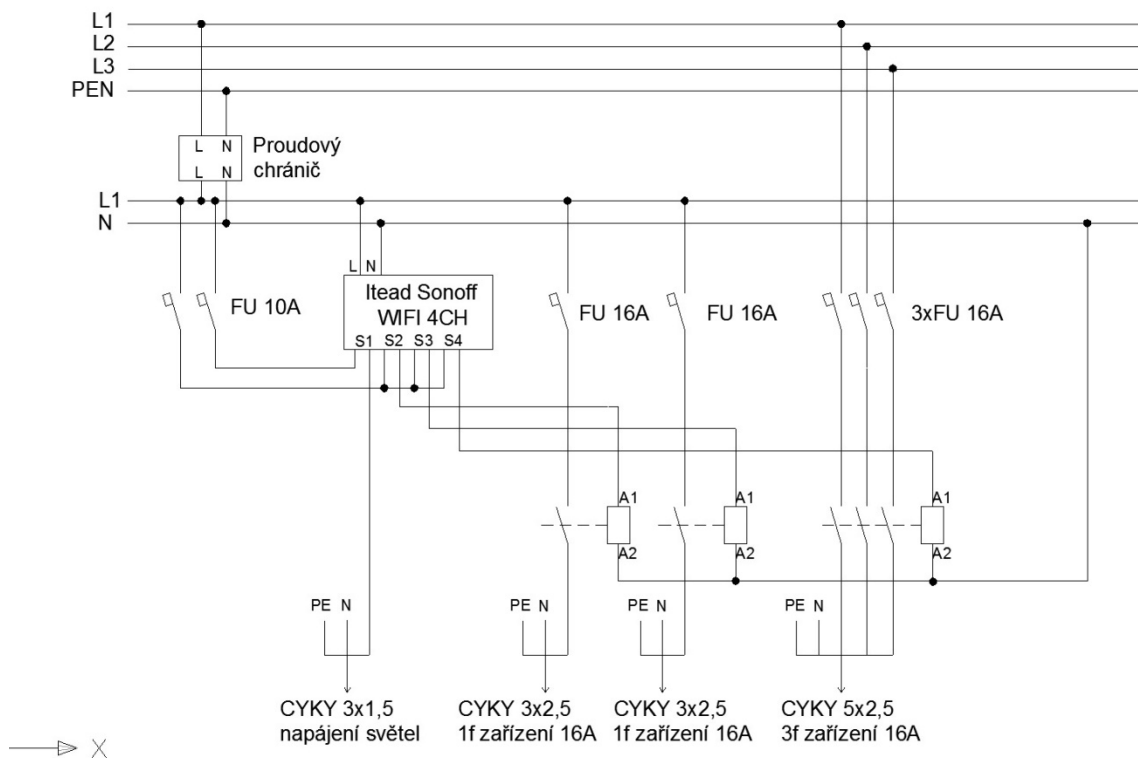 L1
L2
L3
PEN
L N
L N
Proudový
chránič
L1
N
L N
Itead Sonoff
WIFI 4CH
S1 S2 S3 S4
FU 10A
FU 16A
FU 16A
3xFU 16A
A1
A2
A1
A2
A1
A2
PE N
PE N
PE N
PE N
CYKY 3x1,5
napájení světel
CYKY 3x2,5
1f zařízení 16A
CYKY 3x2,5
1f zařízení 16A
CYKY 5x2,5
3f zařízení 16A
X